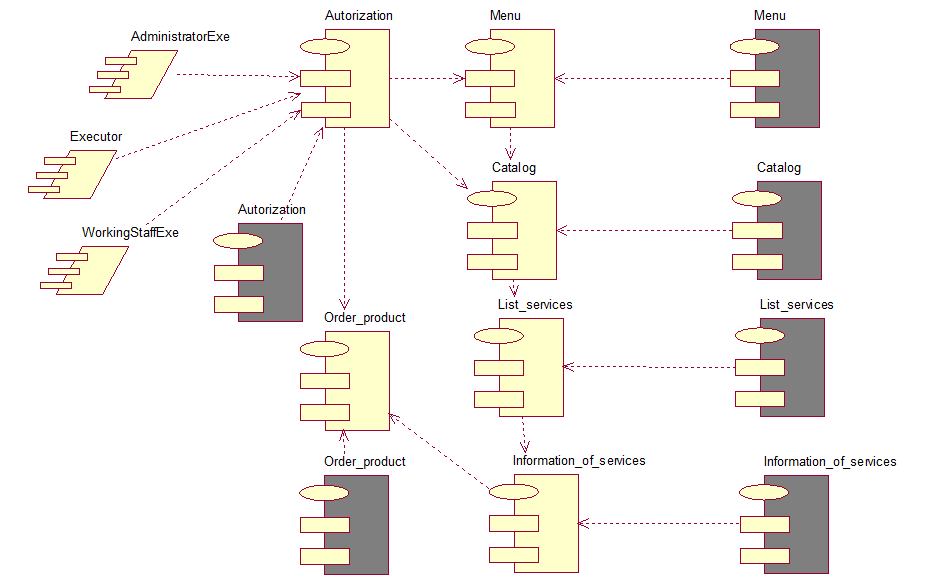 Autorization
Menu
Menu
AdministratorExe
Executor
Catalog
Catalog
Autorization
WorkingStaffExe
List_services
List_services
Order_product
Order_product
Information_of_services
Information_of_services